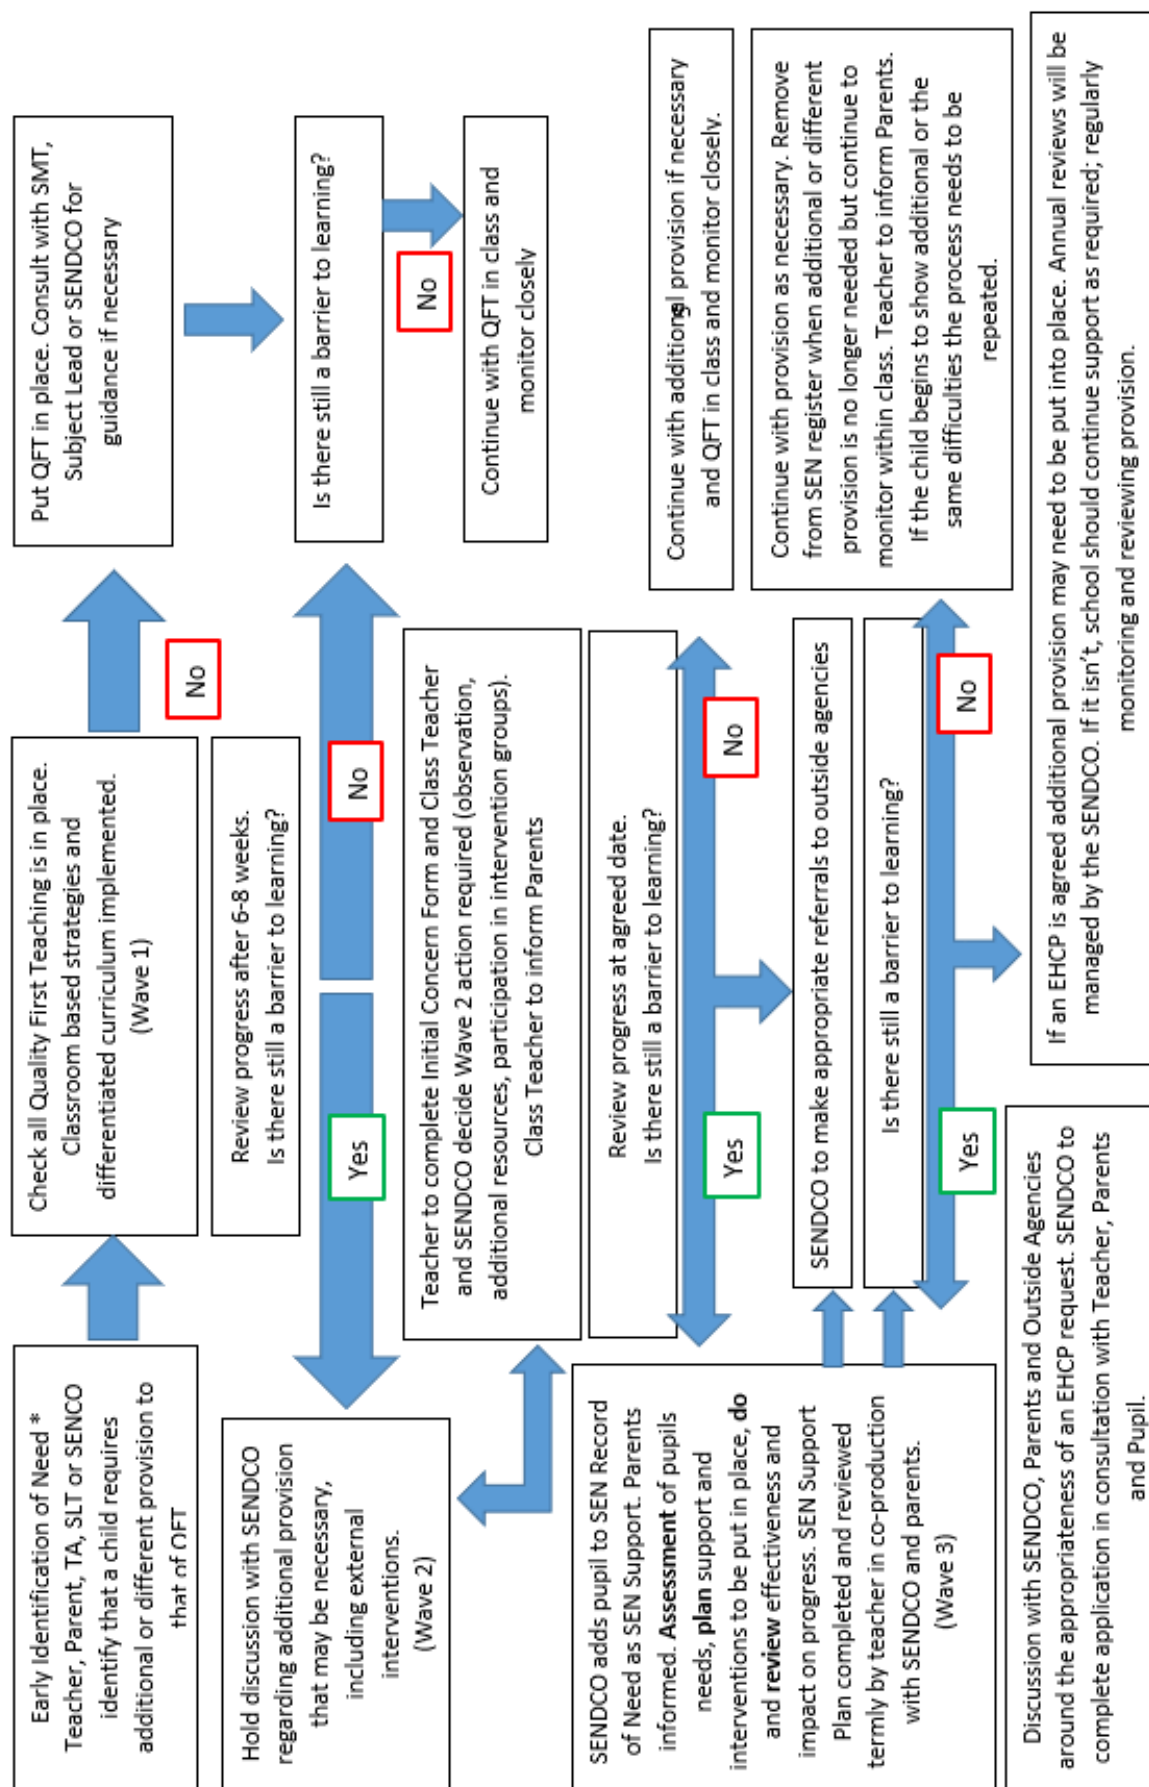 Early Identification of Need *
Teacher, Parent, TA, SLT or SENCO
identify that a child requires
additional or different provision to
that of QFT
Check all Quality First Teaching is in place.
Classroom based strategies and
differentiated curriculum implemented.
(Wave 1)
No
Put QFT in place. Consult with SMT,
Subject Lead or SENDCO for
guidance if necessary
Review progress after 6-8 weeks.
Is there still a barrier to learning?
Yes
No
Is there still a barrier to learning?
No
Continue with QFT in class and
monitor closely
Hold discussion with SENDCO
regarding additional provision
that may be necessary,
including external
interventions.
(Wave 2)
Teacher to complete Initial Concern Form and Class Teacher
and SENDCO decide Wave 2 action required (observation,
additional resources, participation in intervention groups).
Class Teacher to inform Parents
Review progress at agreed date.
Is there still a barrier to learning?
Yes
No
Continue with additional provision if necessary
and QFT in class and monitor closely.
SENDCO adds pupil to SEN Record
of Need as SEN Support. Parents
informed. Assessment of pupils
needs, plan support and
interventions to be put in place, do
and review effectiveness and
impact on progress. SEN Support
Plan completed and reviewed
termly by teacher in co-production
with SENDCO and parents.
(Wave 3)
SENDCO to make appropriate referrals to outside agencies
Is there still a barrier to learning?
Yes
No
Continue with provision as necessary. Remove
from SEN register when additional or different
provision is no longer needed but continue to
monitor within class. Teacher to inform Parents.
If the child begins to show additional or the
same difficulties the process needs to be
repeated.
Discussion with SENDCO, Parents and Outside Agencies
around the appropriateness of an EHCP request. SENDCO to
complete application in consultation with Teacher, Parents
and Pupil.
If an EHCP is agreed additional provision may need to be put into place. Annual reviews will be
managed by the SENDCO. If it isn't, school should continue support as required; regularly
monitoring and reviewing provision.